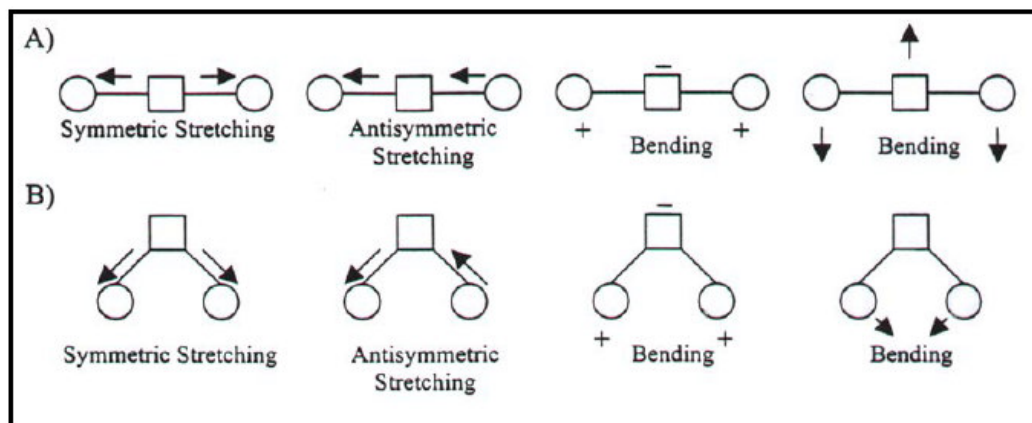 A)
Symmetric Stretching
Antisymmetric
Stretching
−
+ +
Bending
Bending
B)
Symmetric Stretching
Antisymmetric
Stretching
−
+ +
Bending
Bending